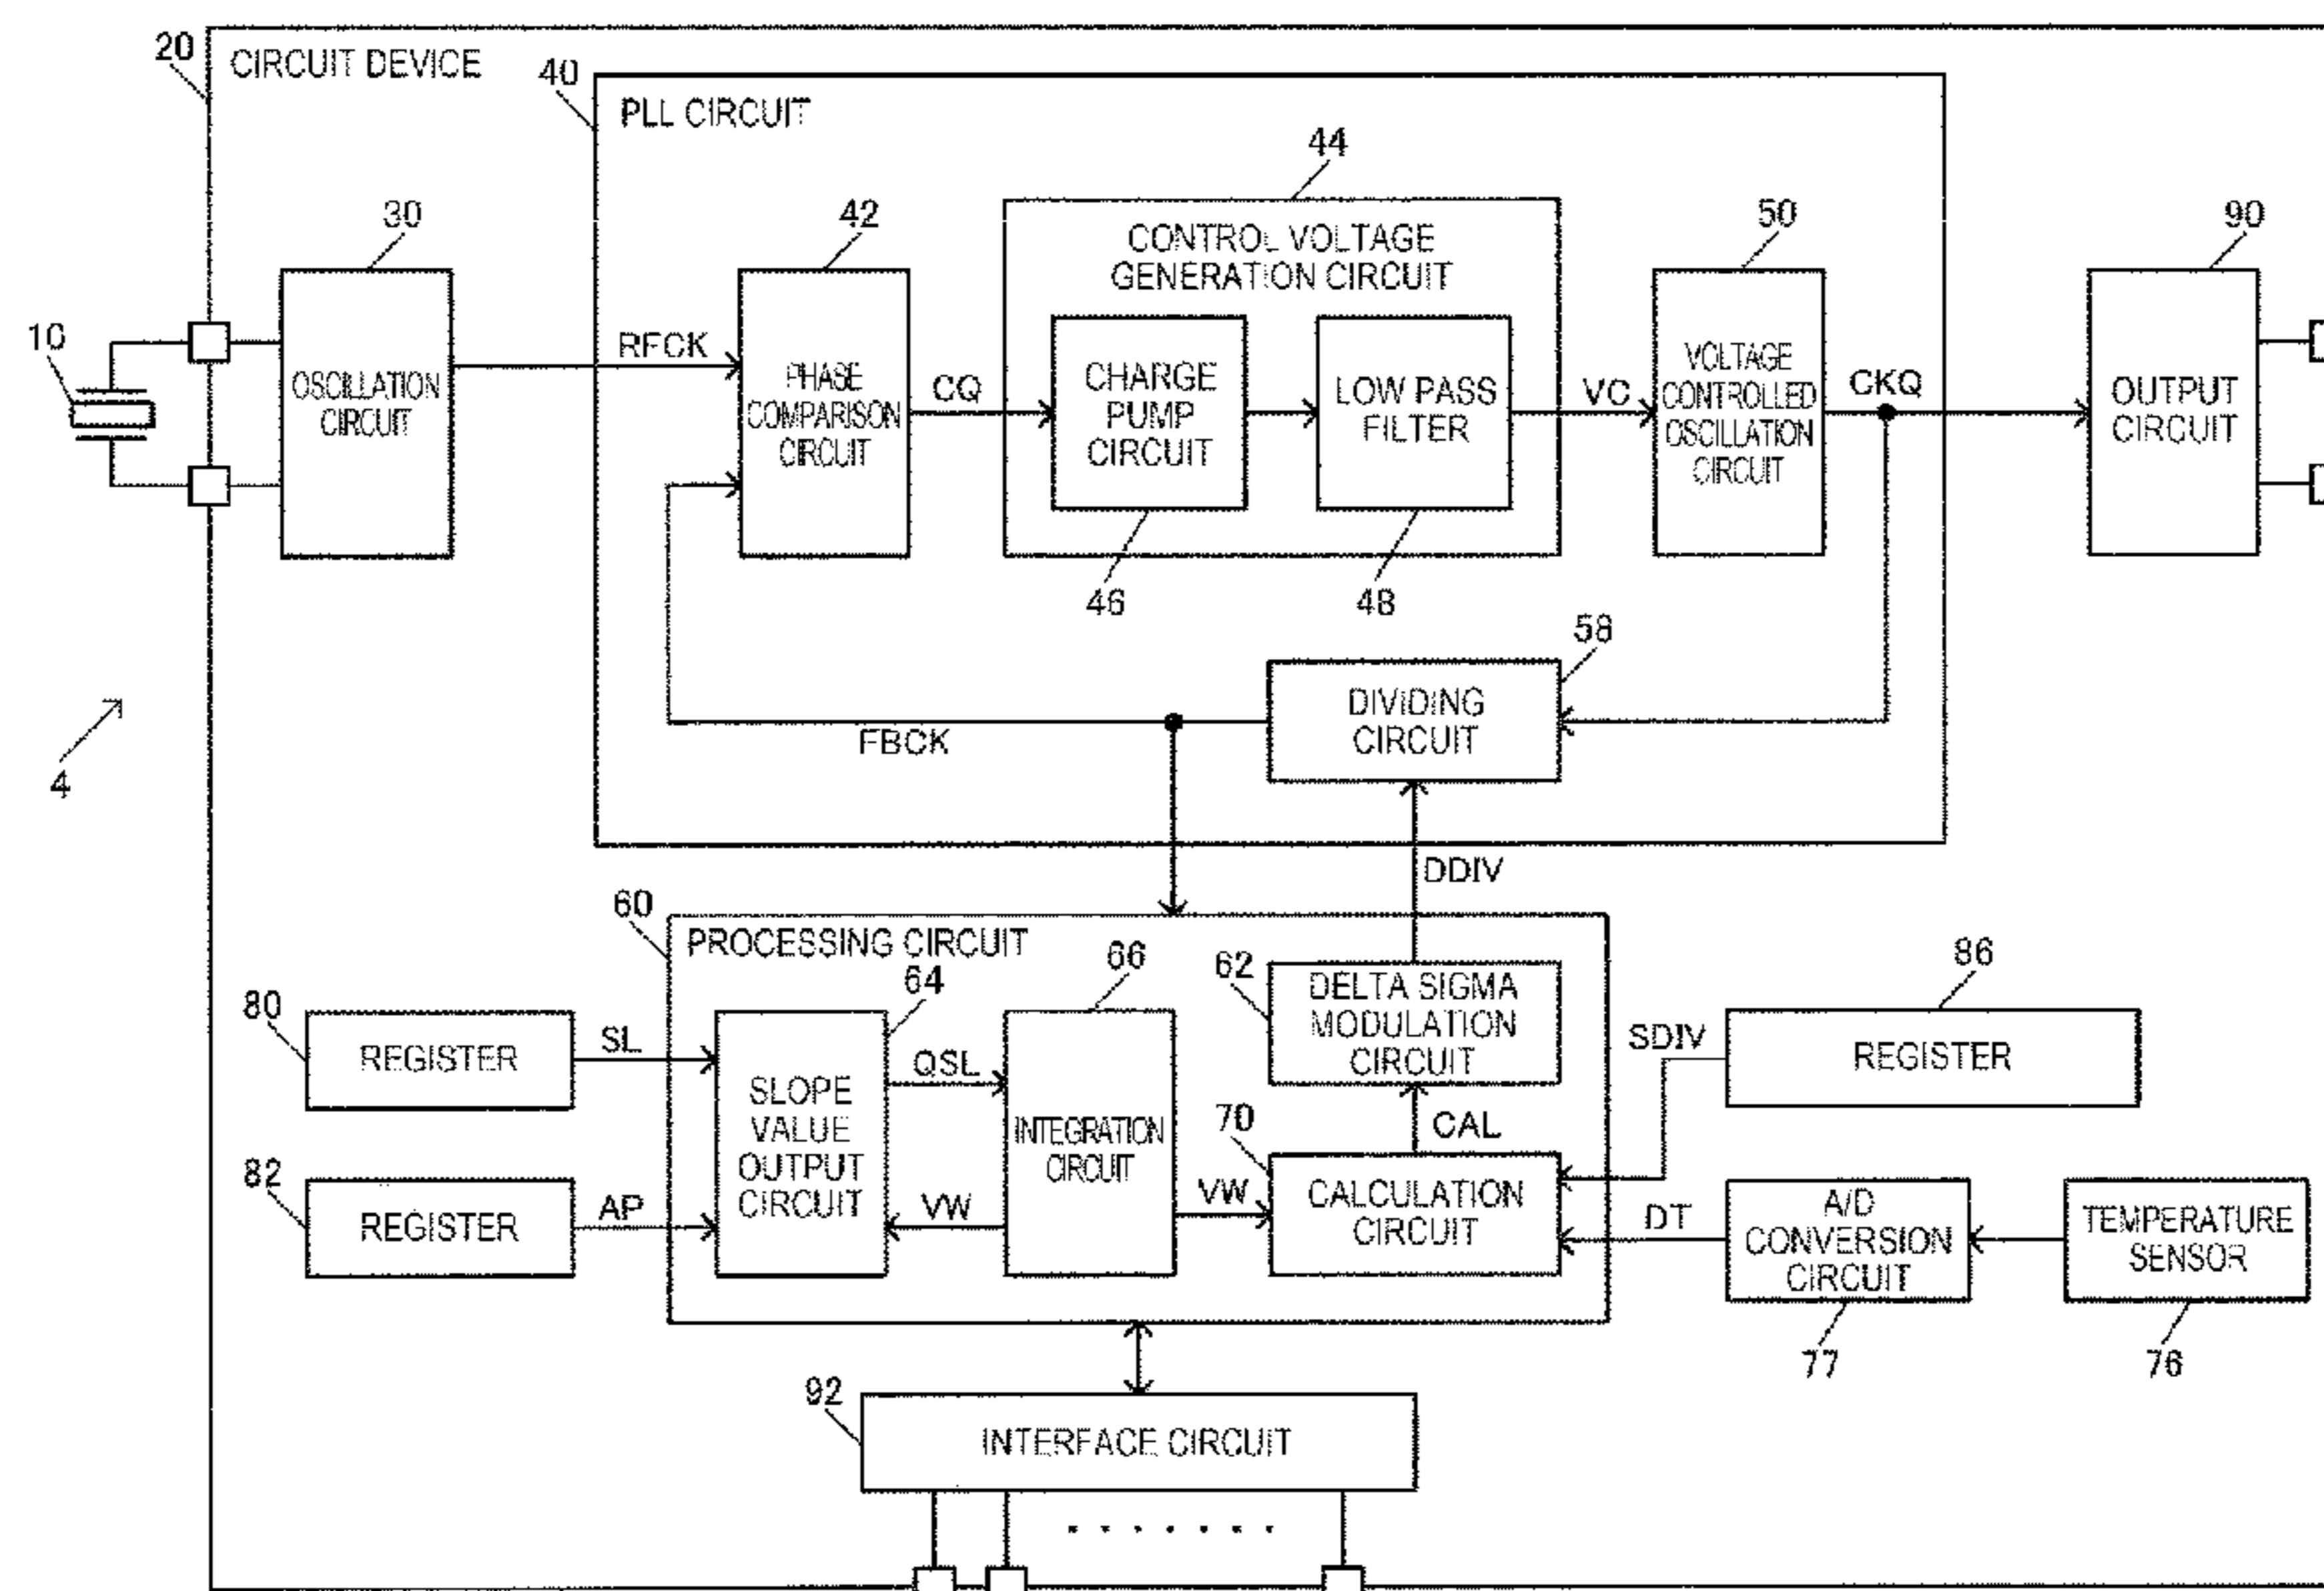 20
CIRCUIT DEVICE
40
PLL CIRCUIT
44
30
42
CONTROL VOLTAGE
GENERATION CIRCUIT
50
90
10
OSCILLATION
CIRCUIT
RFCK
PHASE
COMPARISON
CIRCUIT
CQ
CHARGE
PUMP
CIRCUIT
LOW PASS
FILTER
VC
VOLTAGE
CONTROLLED
OSCILLATION
CIRCUIT
CKQ
OUTPUT
CIRCUIT
46
48
58
DIVIDING
CIRCUIT
FBCK
4
DDIV
60
PROCESSING CIRCUIT
64
66
62
DELTA SIGMA
MODULATION
CIRCUIT
86
80
REGISTER
SL
SLOPE
VALUE
OUTPUT
CIRCUIT
QSL
INTEGRATION
CIRCUIT
SDIV
REGISTER
70
CAL
82
REGISTER
AP
VW
VW
CALCULATION
CIRCUIT
DT
A/D
CONVERSION
CIRCUIT
TEMPERATURE
SENSOR
77
76
92
INTERFACE CIRCUIT